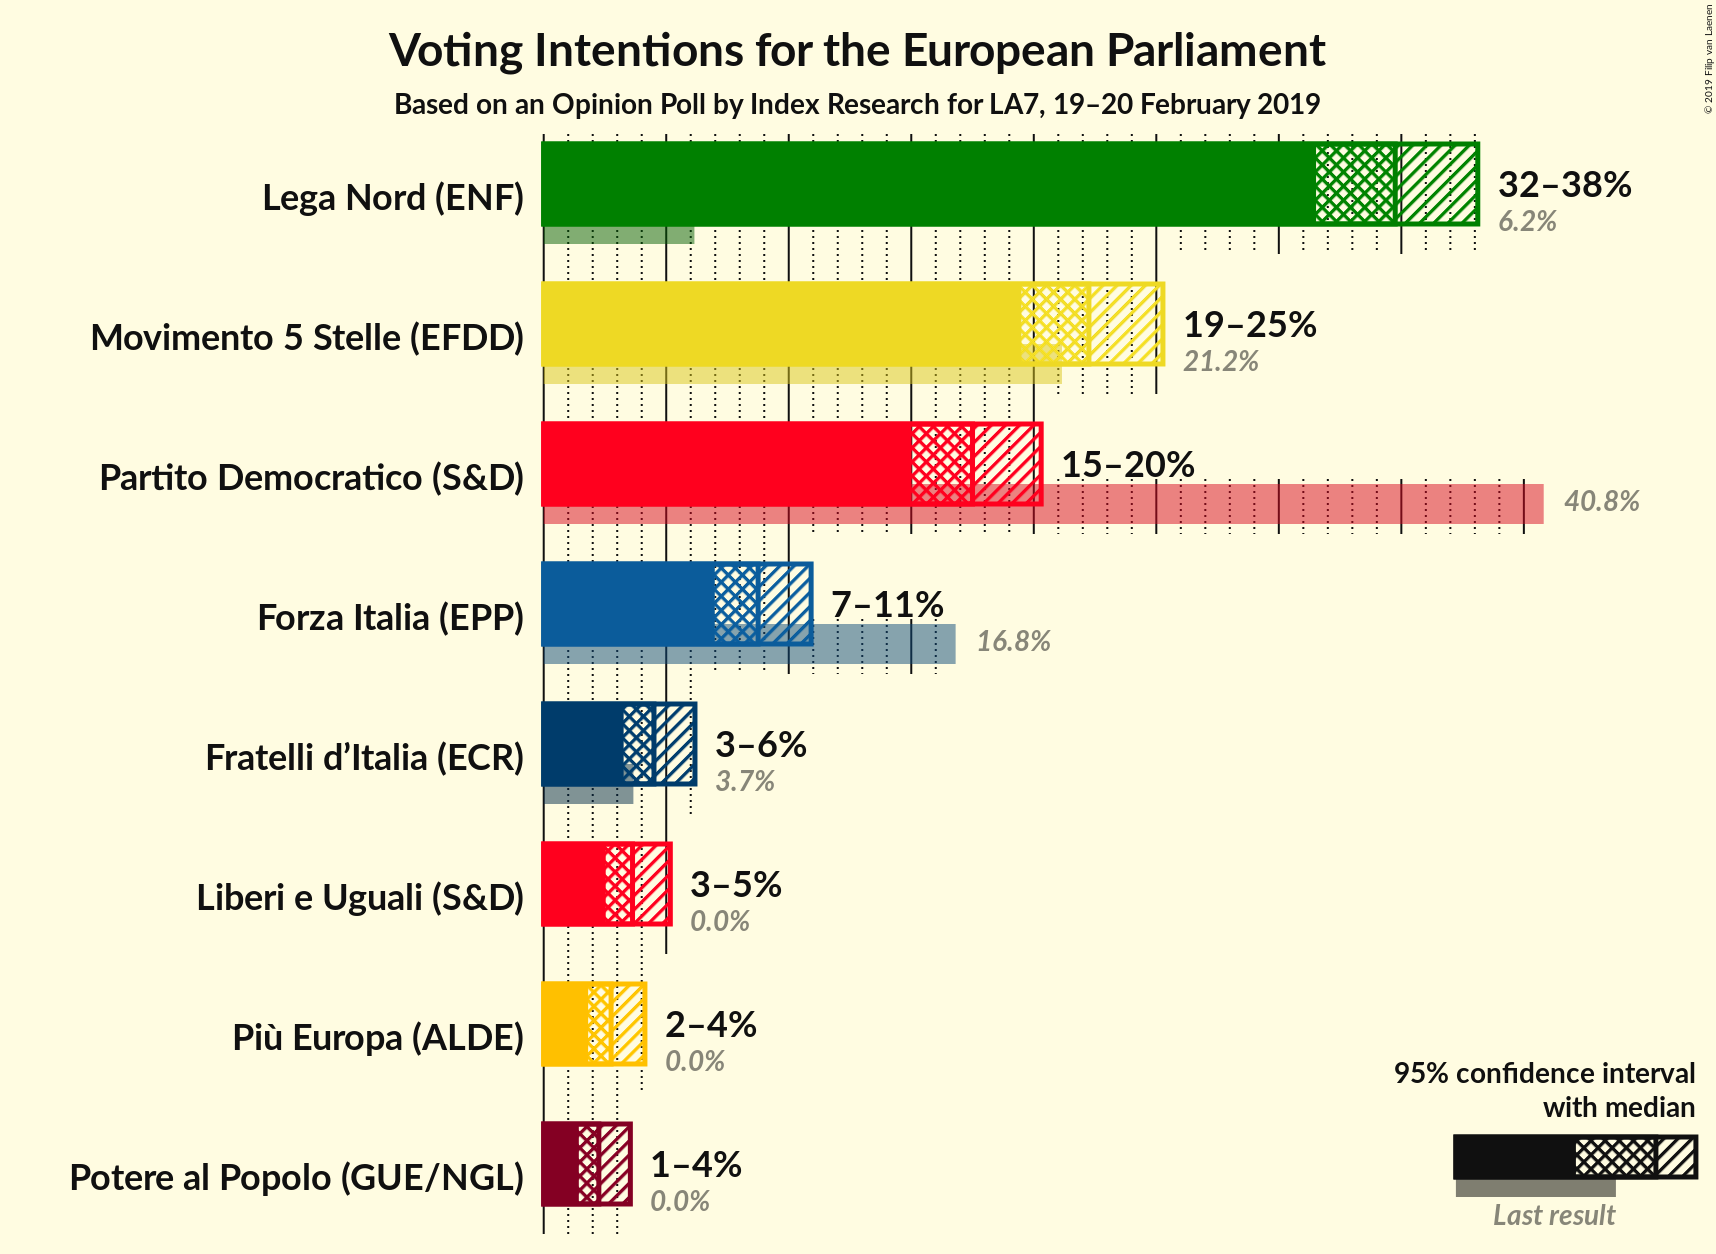 Voting Intentions for the European Parliament
Based on an Opinion Poll by Index Research for LA7, 19–20 February 2019
© 2019 Filip van Laenen
Lega Nord (ENF)
32–38%
6.2%
Movimento 5 Stelle (EFDD)
19–25%
21.2%
Partito Democratico (S&D)
15–20%
40.8%
Forza Italia (EPP)
7–11%
16.8%
Fratelli d’Italia (ECR)
3–6%
3.7%
Liberi e Uguali (S&D)
3–5%
0.0%
Più Europa (ALDE)
2–4%
0.0%
Potere al Popolo (GUE/NGL)
1–4%
0.0%
95% confidence interval
with median
Last result